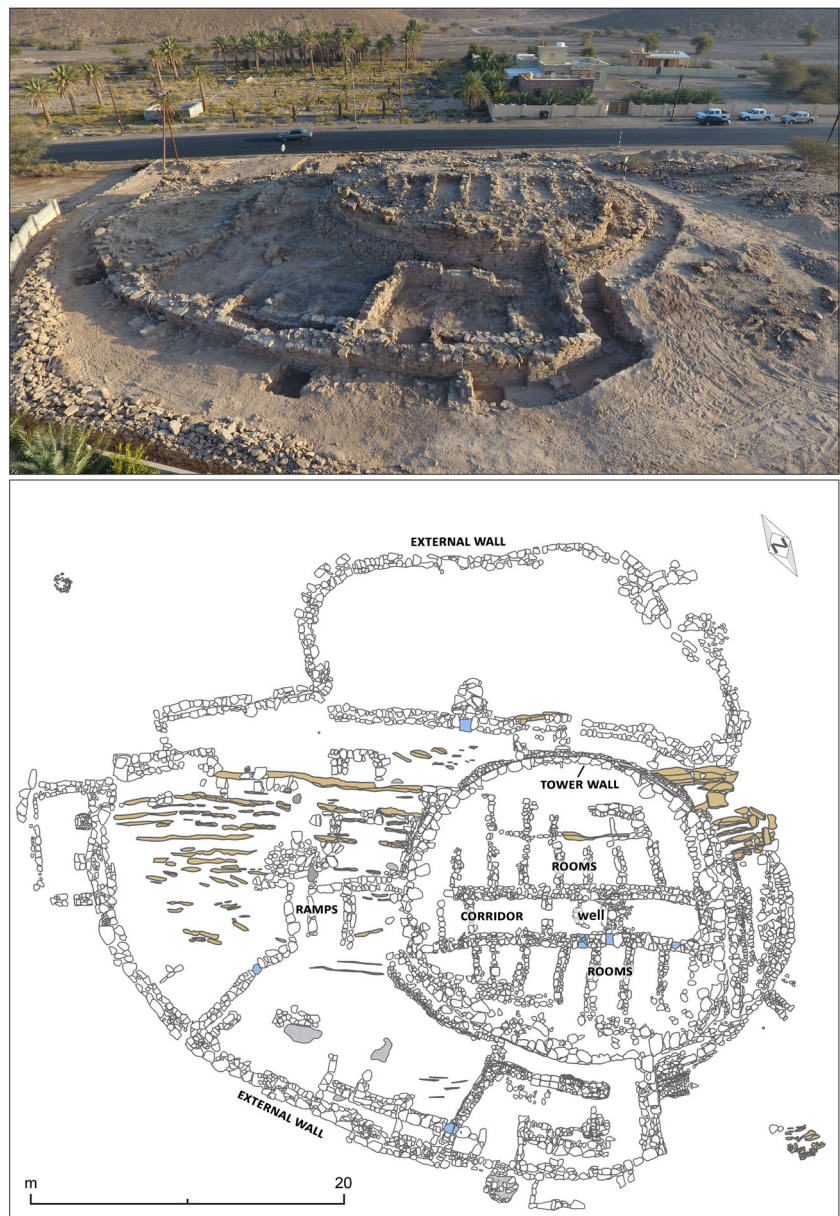 EXTERNAL WALL
N
TOWER WALL
ROOMS
RAMPS
CORRIDOR
well
ROOMS
EXTERNAL WALL
m
20